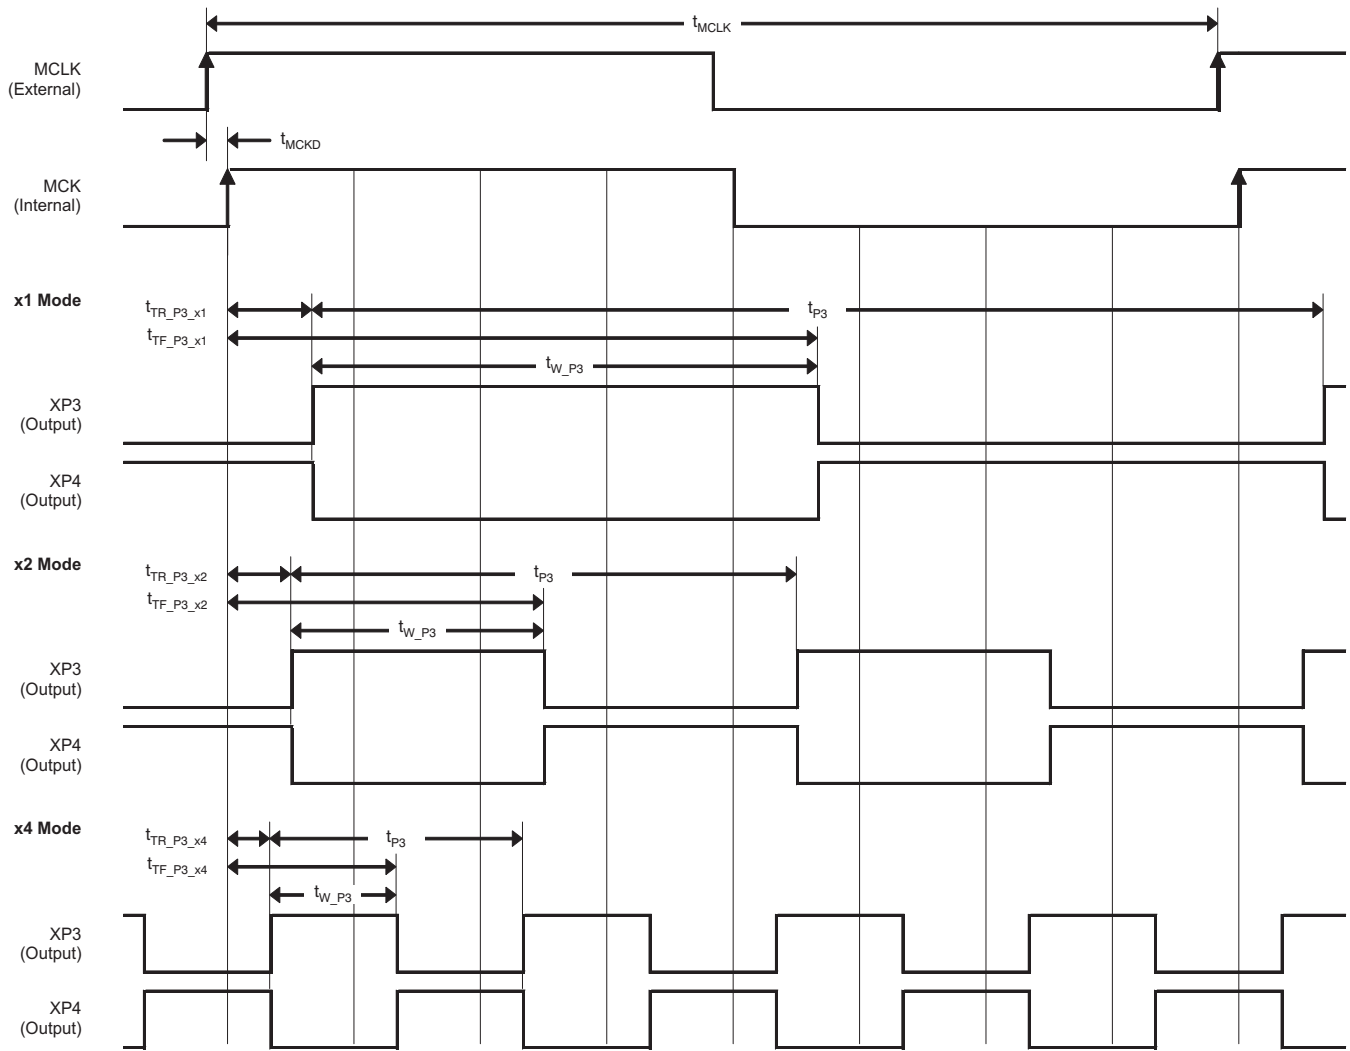 tMCLK
MCLK
(External)
tMCKD
MCK
(Internal)
x1 Mode
tTR_P3_x1
tP3
tTF_P3_x1
tW_P3
XP3
(Output)
XP4
(Output)
x2 Mode
tTR_P3_x2
tP3
tTF_P3_x2
tW_P3
XP3
(Output)
XP4
(Output)
x4 Mode
tTR_P3_x4
tP3
tTF_P3_x4
tW_P3
XP3
(Output)
XP4
(Output)